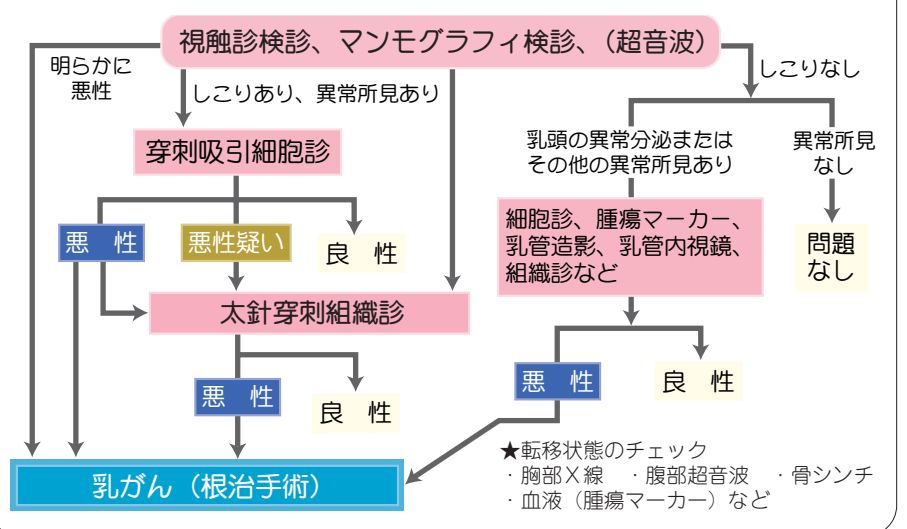 視触診検診、マンモグラフィ検診、（超音波）
明らかに
悪性
しこりあり、異常所見あり
しこりなし
乳頭の異常分泌または
その他の異常所見あり
異常所見
なし
穿刺吸引細胞診
細胞診、腫瘍マーカー、
乳管造影、乳管内視鏡、
組織診など
問題
なし
悪　性
悪性疑い
良　性
太針穿刺組織診
悪　性
良　性
悪　性
良　性
乳がん（根治手術）
★転移状態のチェック
・胸部X線　・腹部超音波　・骨シンチ
・血液（腫瘍マーカー）など